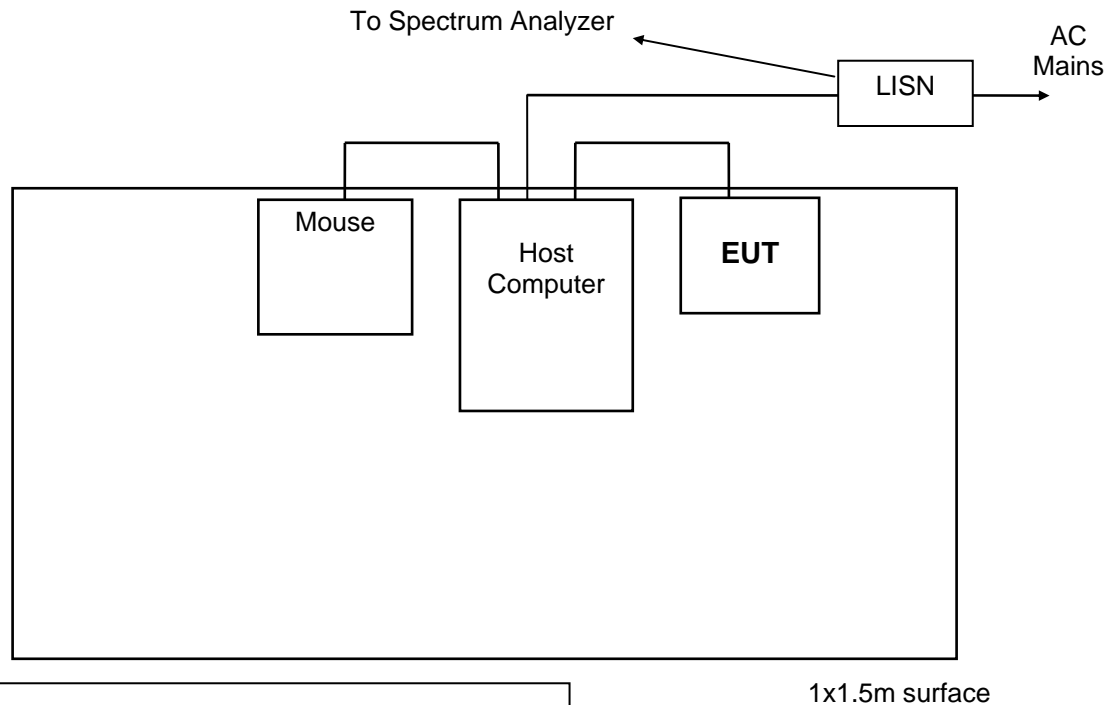 To Spectrum Analyzer
AC
Mains
LISN
Mouse
Host
Computer
EUT
1x1.5m surface